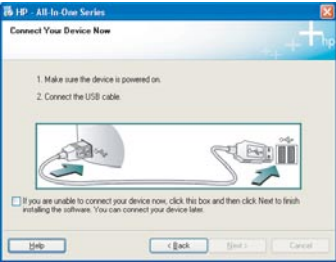 HP - All-In-One Series
Connect Your Device Now
hp
1. Make sure the device is powered on.
2. Connect the USB cable.
If you are unable to connect your device now, click this box and then click Next to finish
installing the software. You can connect your device later.
Help
< Back
Next >
Cancel